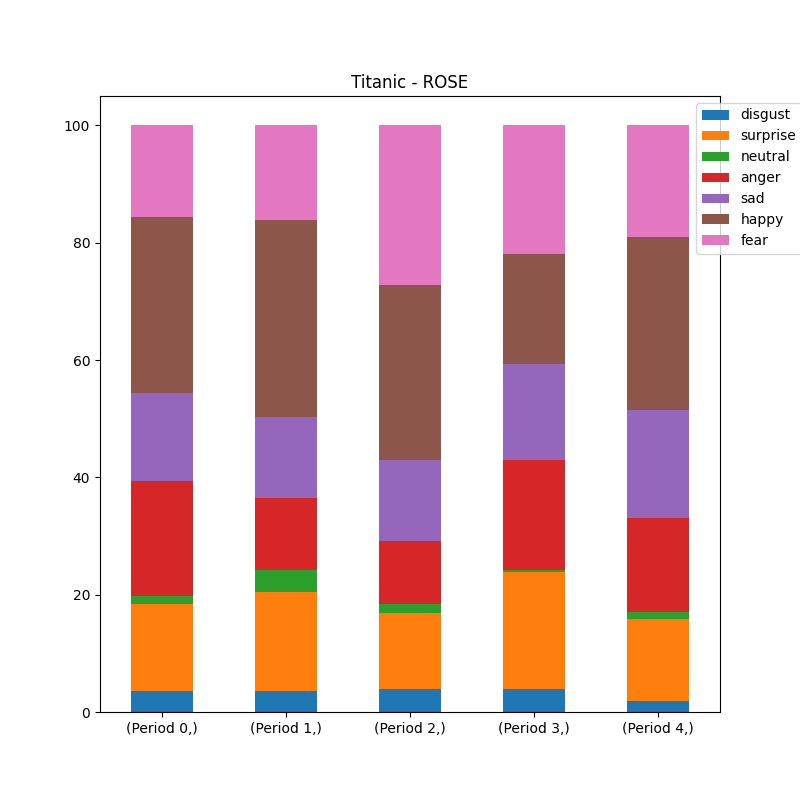 Titanic - ROSE
100
80
60
40
20
0
disgust
surprise
neutral
anger
sad
happy
fear
(Period 0,) (Period 1,) (Period 2,) (Period 3,) (Period 4,)